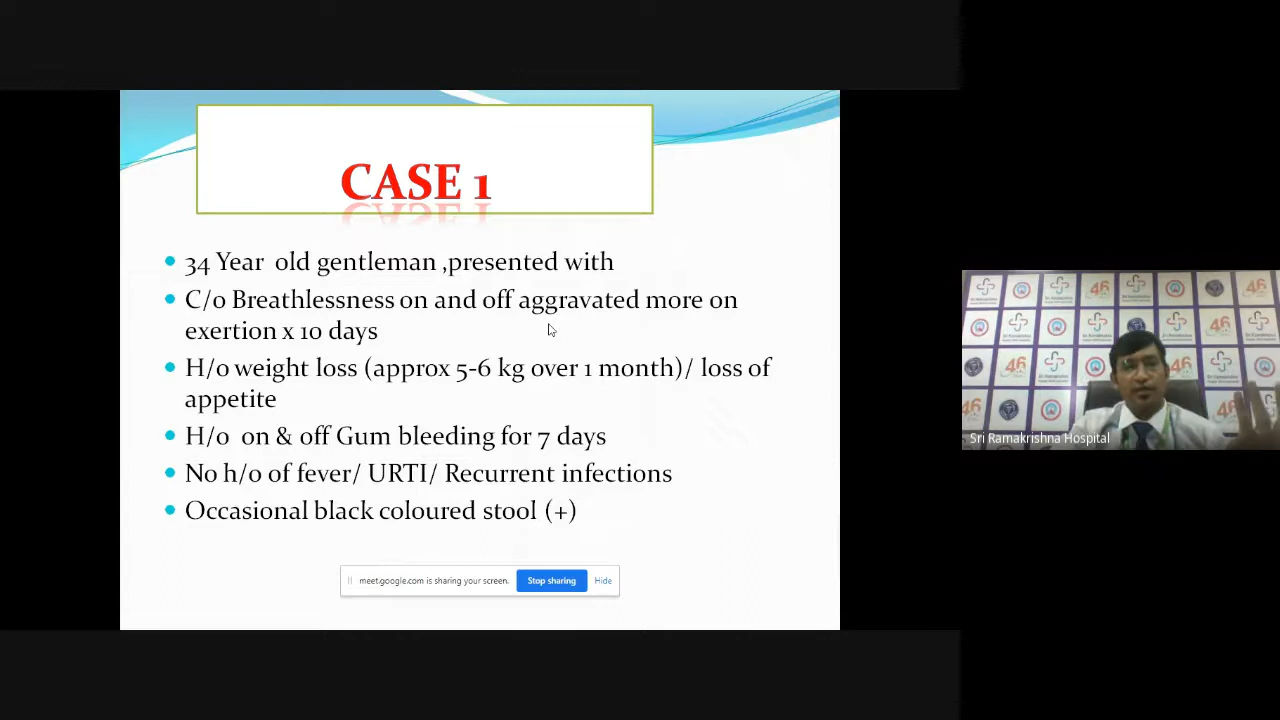 CASE 1
34 Year old gentleman ,presented with
C/o Breathlessness on and off aggravated more on
exertion x 10 days
H/o weight loss (approx 5-6 kg over 1 month)/ loss of
appetite
H/o on & off Gum bleeding for 7 days
No h/o of fever/ URTI/ Recurrent infections
Occasional black coloured stool (+)
meet.google.com is sharing your screen. Stop sharing Hide
Sri Ramakrishna Hospital
46